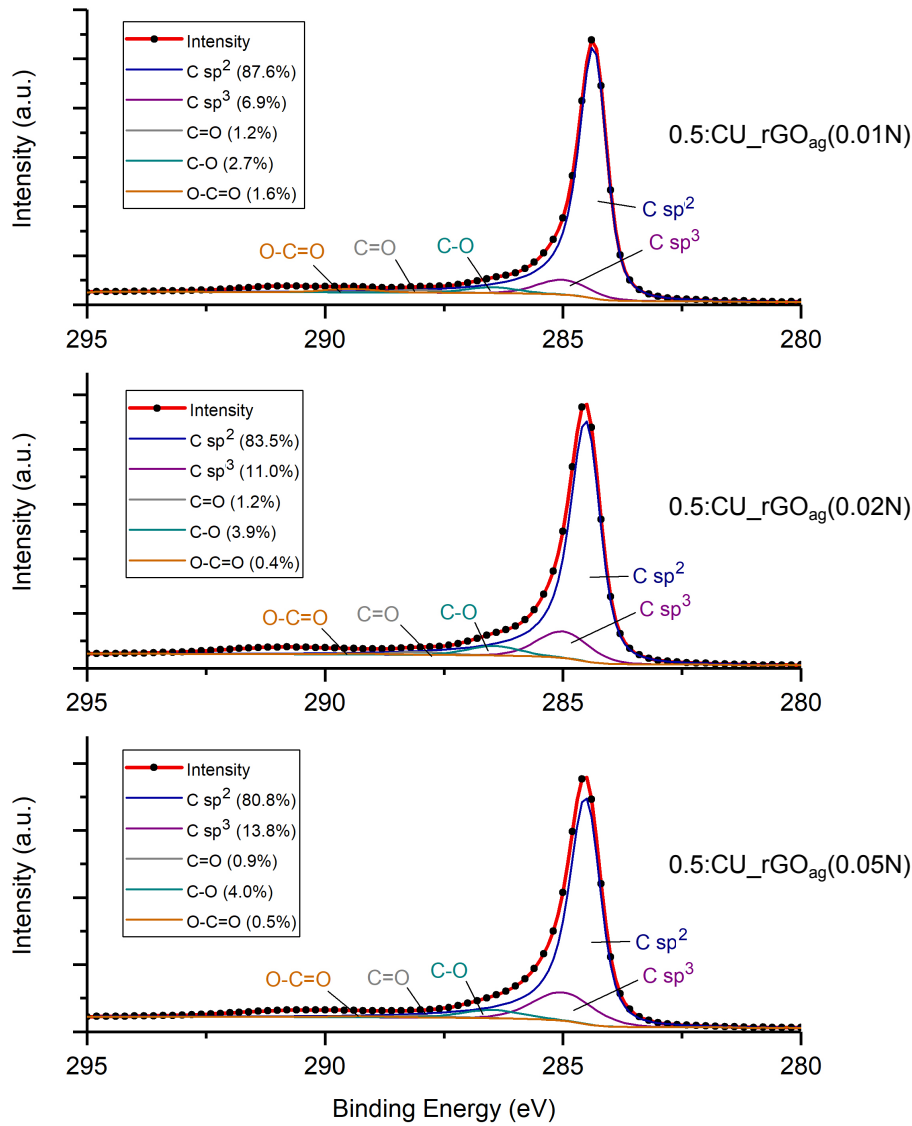 Intensity (a.u.)
Intensity
C sp² (87.6%)
C sp³ (6.9%)
C=O (1.2%)
C-O (2.7%)
O-C=O (1.6%)
0.5:CU_rGOag(0.01N)
C sp²
C sp³
O-C=O
C=O
C-O
295 290 285 280
Intensity (a.u.)
Intensity
C sp² (83.5%)
C sp³ (11.0%)
C=O (1.2%)
C-O (3.9%)
O-C=O (0.4%)
0.5:CU_rGOag(0.02N)
C sp²
C sp³
O-C=O
C=O
C-O
295 290 285 280
Intensity (a.u.)
Intensity
C sp² (80.8%)
C sp³ (13.8%)
C=O (0.9%)
C-O (4.0%)
O-C=O (0.5%)
0.5:CU_rGOag(0.05N)
C sp²
C sp³
O-C=O
C=O
C-O
295 290 285 280
Binding Energy (eV)